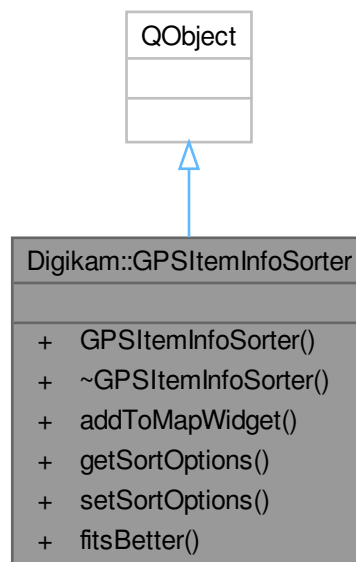 QObject
Digikam::GPSItemInfoSorter
+ GPSItemInfoSorter()
+ ~GPSItemInfoSorter()
+ addToMapWidget()
+ getSortOptions()
+ setSortOptions()
+ fitsBetter()